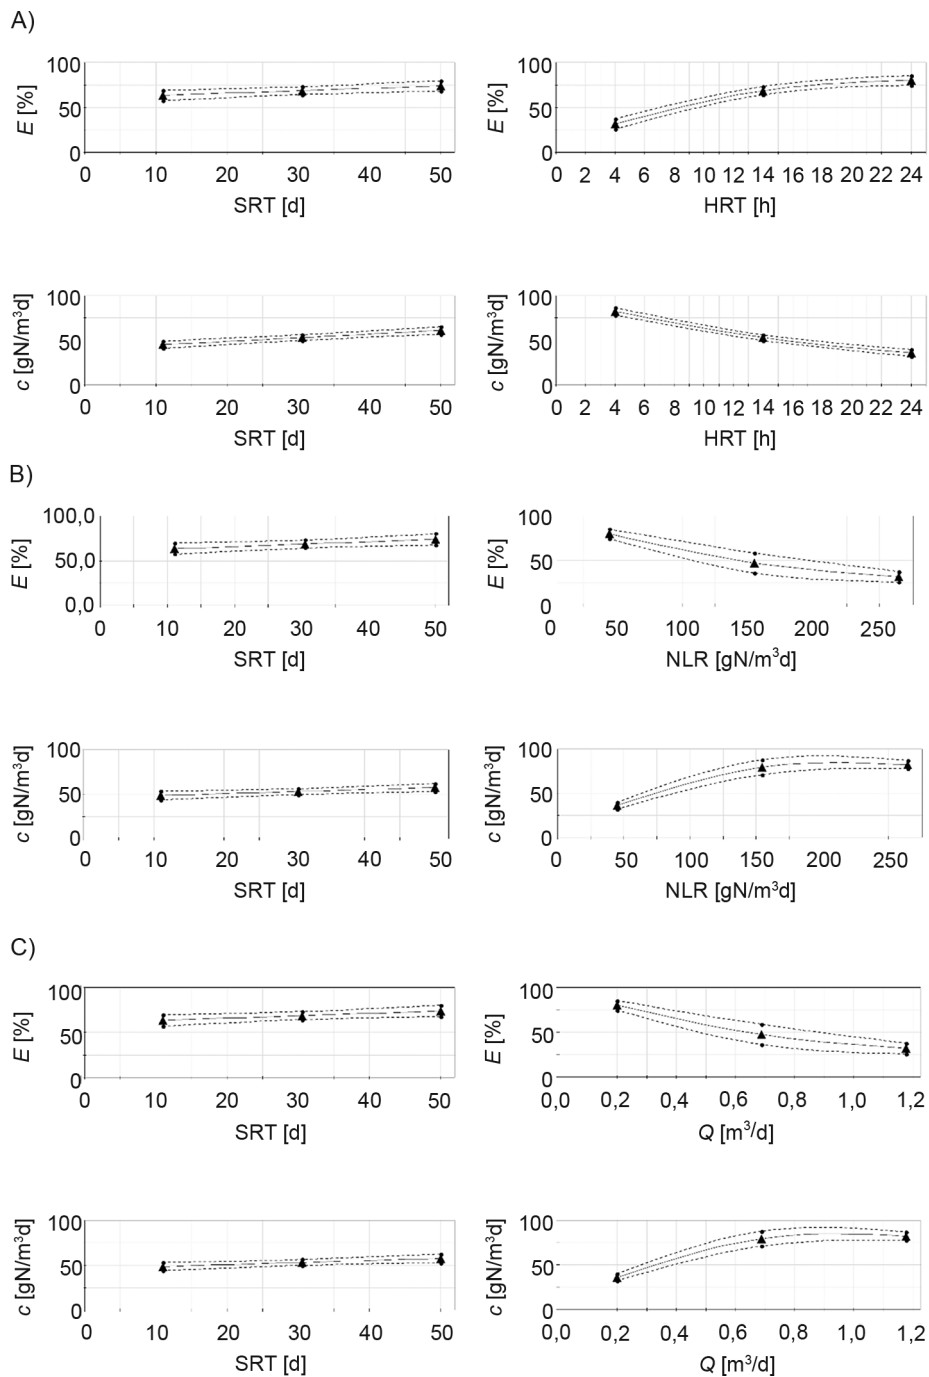 A)
100
50
0
E [%]
0 10 20 30 40 50
SRT [d]
100
50
0
E [%]
0 2 4 6 8 10 12 14 16 18 20 22 24
HRT [h]
100
50
0
c [gN/m³d]
0 10 20 30 40 50
SRT [d]
100
50
0
c [gN/m³d]
0 2 4 6 8 10 12 14 16 18 20 22 24
HRT [h]
B)
100,0
50,0
0,0
E [%]
0 10 20 30 40 50
SRT [d]
100
50
0
E [%]
0 50 100 150 200 250
NLR [gN/m³d]
100
50
0
c [gN/m³d]
0 10 20 30 40 50
SRT [d]
100
50
0
c [gN/m³d]
0 50 100 150 200 250
NLR [gN/m³d]
C)
100
50
0
E [%]
0 10 20 30 40 50
SRT [d]
100
50
0
E [%]
0,0 0,2 0,4 0,6 0,8 1,0 1,2
Q [m³/d]
100
50
0
c [gN/m³d]
0 10 20 30 40 50
SRT [d]
100
50
0
c [gN/m³d]
0,0 0,2 0,4 0,6 0,8 1,0 1,2
Q [m³/d]